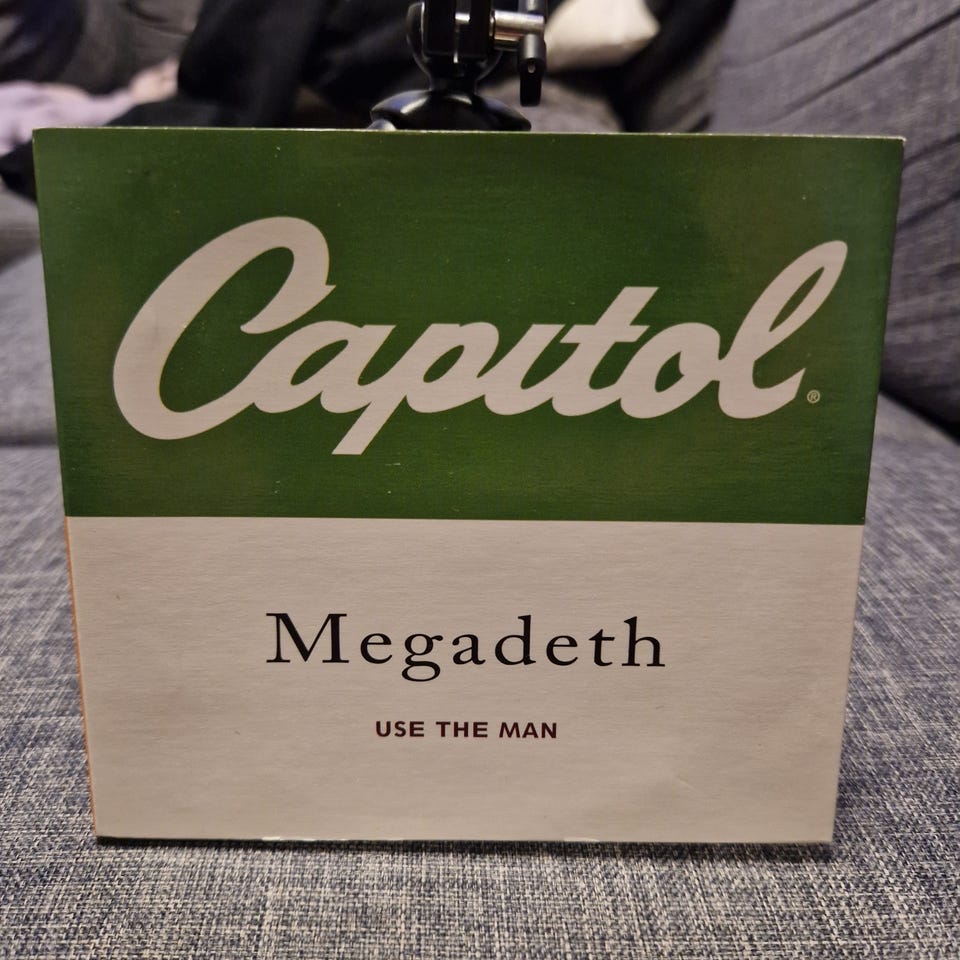 Capitol®
Megadeth
USE THE MAN